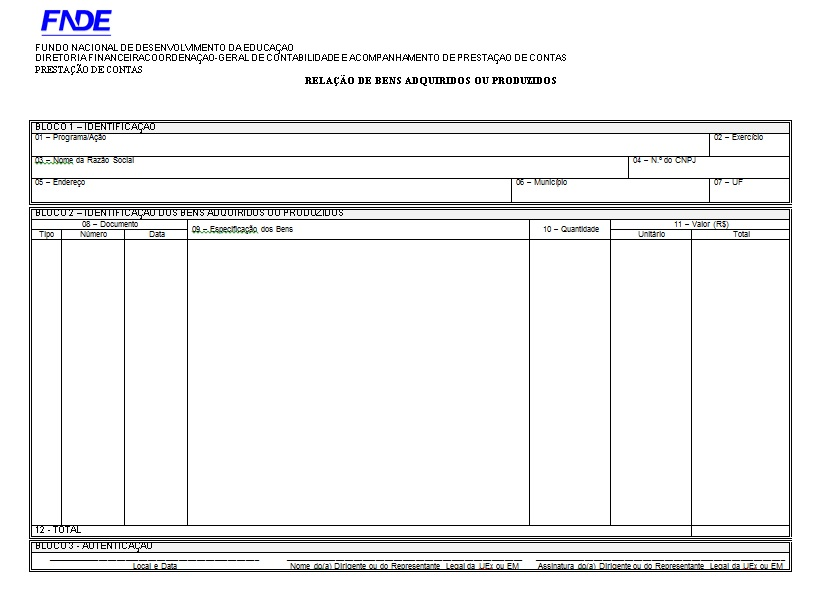 FNDE
FUNDO NACIONAL DE DESENVOLVIMENTO DA EDUCAÇÃO
DIRETORIA FINANCEIRACOORDENAÇÃO-GERAL DE CONTABILIDADE E ACOMPANHAMENTO DE PRESTAÇÃO DE CONTAS
PRESTAÇÃO DE CONTAS
RELAÇÃO DE BENS ADQUIRIDOS OU PRODUZIDOS
BLOCO 1 – IDENTIFICAÇÃO
01 – Programa/Ação 02 – Exercício
03 – Nome da Razão Social 04 – N.º do CNPJ
05 – Endereço 06 – Município 07 – UF
BLOCO 2 – IDENTIFICAÇÃO DOS BENS ADQUIRIDOS OU PRODUZIDOS
08 – Documento 09 – Especificação dos Bens 10 – Quantidade 11 – Valor (R$)
Tipo Número Data Unitário Total
12 - TOTAL
BLOCO 3 - AUTENTICAÇÃO
Local e Data Nome do(a) Dirigente ou do Representante Legal da UEx ou EM Assinatura do(a) Dirigente ou do Representante Legal da UEx ou EM